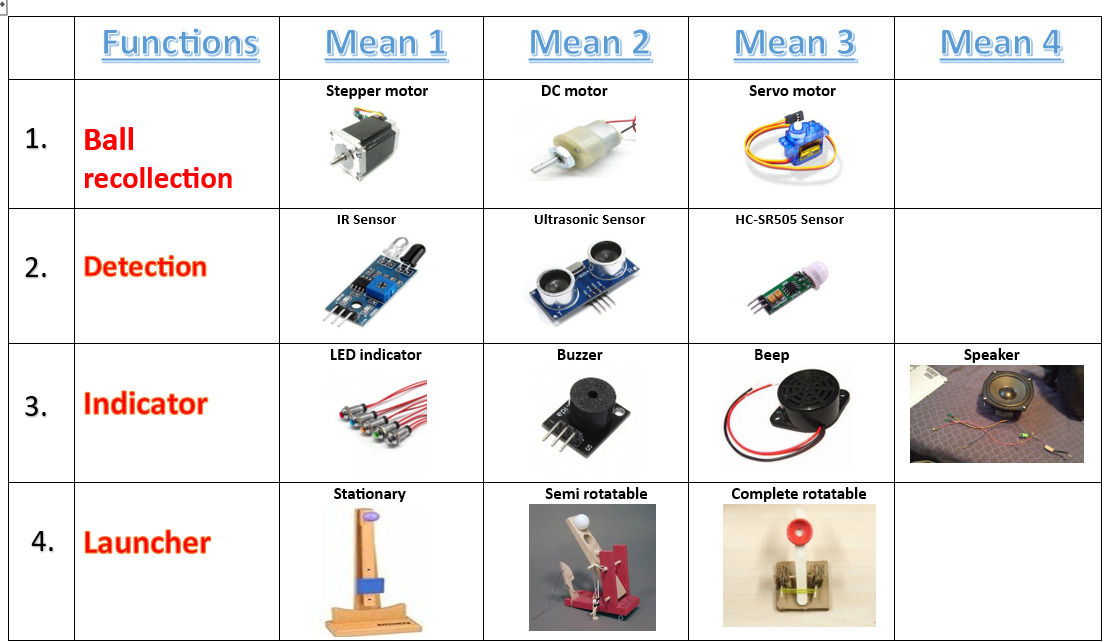 Functions Mean 1 Mean 2 Mean 3 Mean 4
Stepper motor DC motor Servo motor
1. Ball
recollection
IR Sensor Ultrasonic Sensor HC-SR505 Sensor
2. Detection
LED indicator Buzzer Beep Speaker
3. Indicator
Stationary Semi rotatable Complete rotatable
4. Launcher